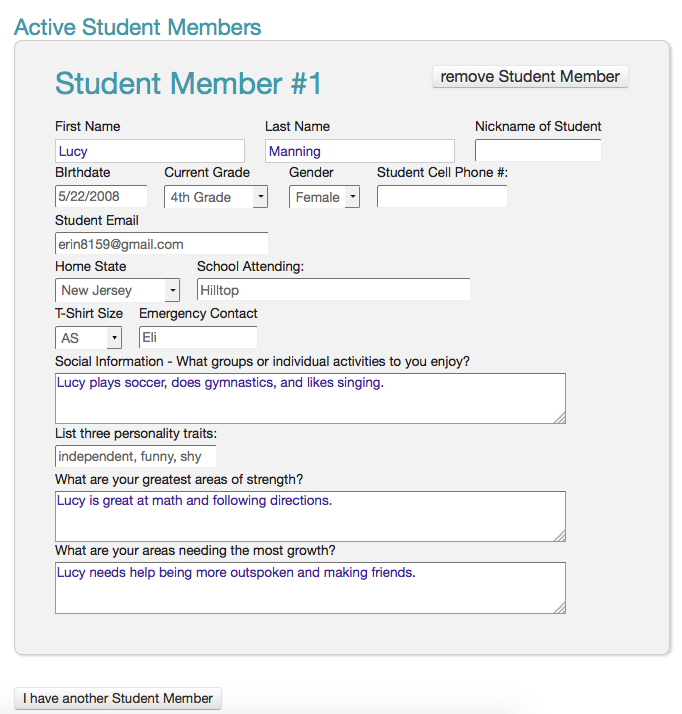 Active Student Members
Student Member #1
remove Student Member
First Name Last Name Nickname of Student
Lucy Manning
BIrthdate Current Grade Gender Student Cell Phone #:
5/22/2008 4th Grade Female
Student Email
erin8159@gmail.com
Home State School Attending:
New Jersey Hilltop
T-Shirt Size Emergency Contact
AS Eli
Social Information - What groups or individual activities to you enjoy?
Lucy plays soccer, does gymnastics, and likes singing.
List three personality traits:
independent, funny, shy
What are your greatest areas of strength?
Lucy is great at math and following directions.
What are your areas needing the most growth?
Lucy needs help being more outspoken and making friends.
I have another Student Member